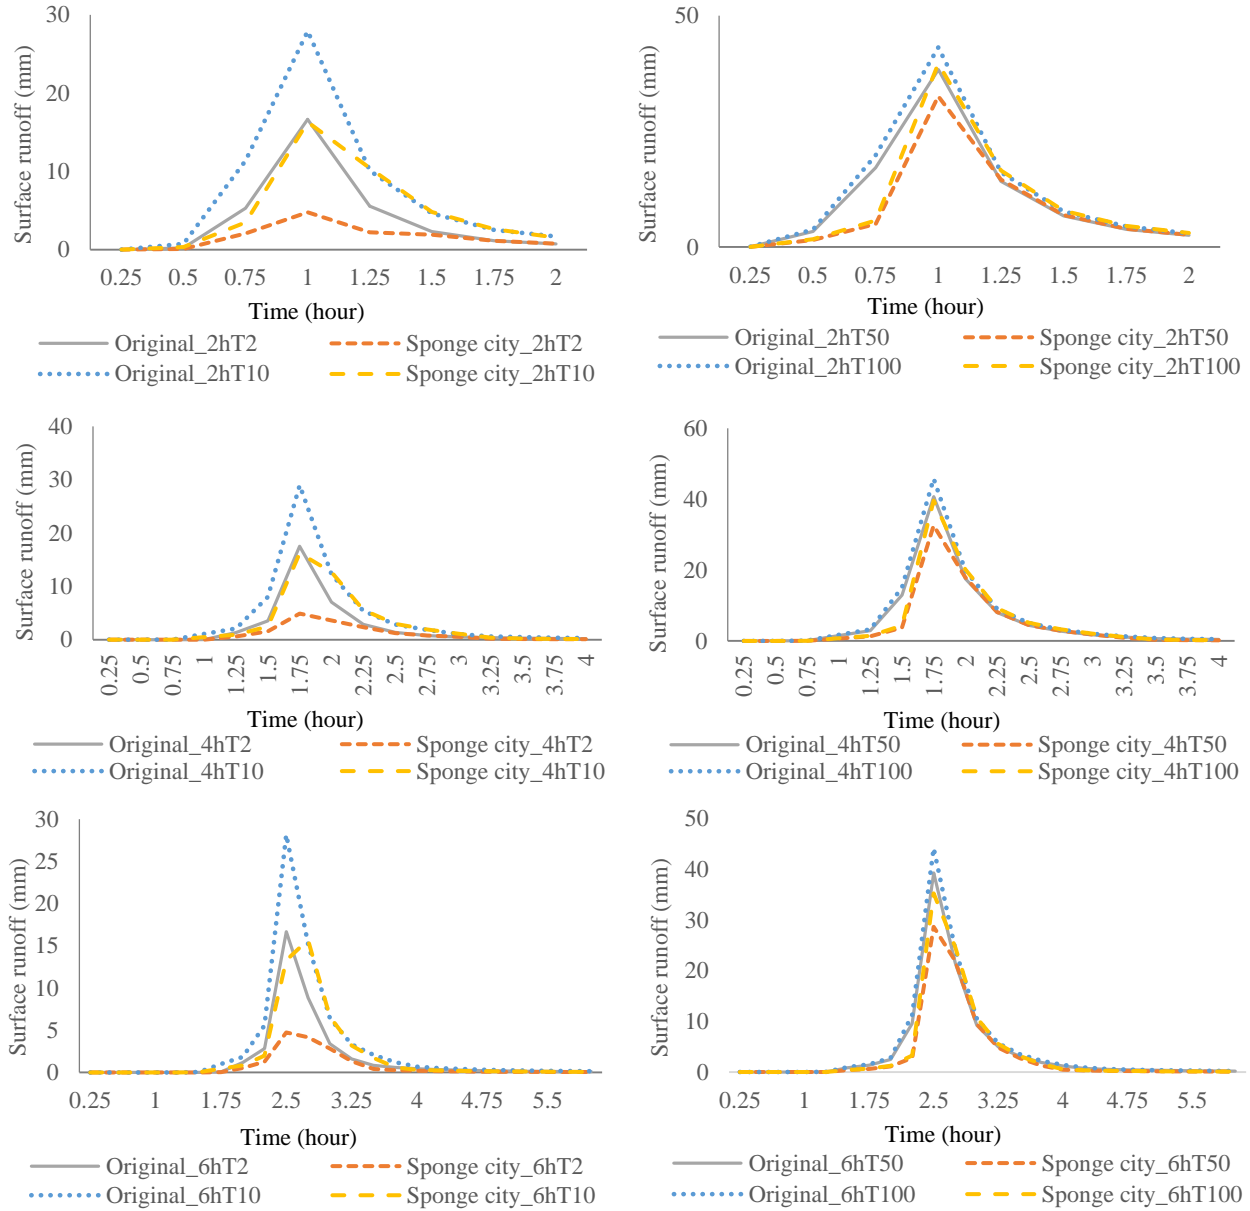 30
20
10
0
Surface runoff (mm)
0.25 0.5 0.75 1 1.25 1.5 1.75 2
Time (hour)
Original_2hT2 Sponge city_2hT2
Original_2hT10 Sponge city_2hT10
50
0
Surface runoff (mm)
0.25 0.5 0.75 1 1.25 1.5 1.75 2
Time (hour)
Original_2hT50 Sponge city_2hT50
Original_2hT100 Sponge city_2hT100
40
30
20
10
0
Surface runoff (mm)
0.25 0.5 0.75 1 1.25 1.5 1.75 2 2.25 2.5 2.75 3 3.25 3.5 3.75 4
Time (hour)
Original_4hT2 Sponge city_4hT2
Original_4hT10 Sponge city_4hT10
60
40
20
0
Surface runoff (mm)
0.25 0.5 0.75 1 1.25 1.5 1.75 2 2.25 2.5 2.75 3 3.25 3.5 3.75 4
Time (hour)
Original_4hT50 Sponge city_4hT50
Original_4hT100 Sponge city_4hT100
30
25
20
15
10
5
0
Surface runoff (mm)
0.25 1 1.75 2.5 3.25 4 4.75 5.5
Time (hour)
Original_6hT2 Sponge city_6hT2
Original_6hT10 Sponge city_6hT10
50
40
30
20
10
0
Surface runoff (mm)
0.25 1 1.75 2.5 3.25 4 4.75 5.5
Time (hour)
Original_6hT50 Sponge city_6hT50
Original_6hT100 Sponge city_6hT100